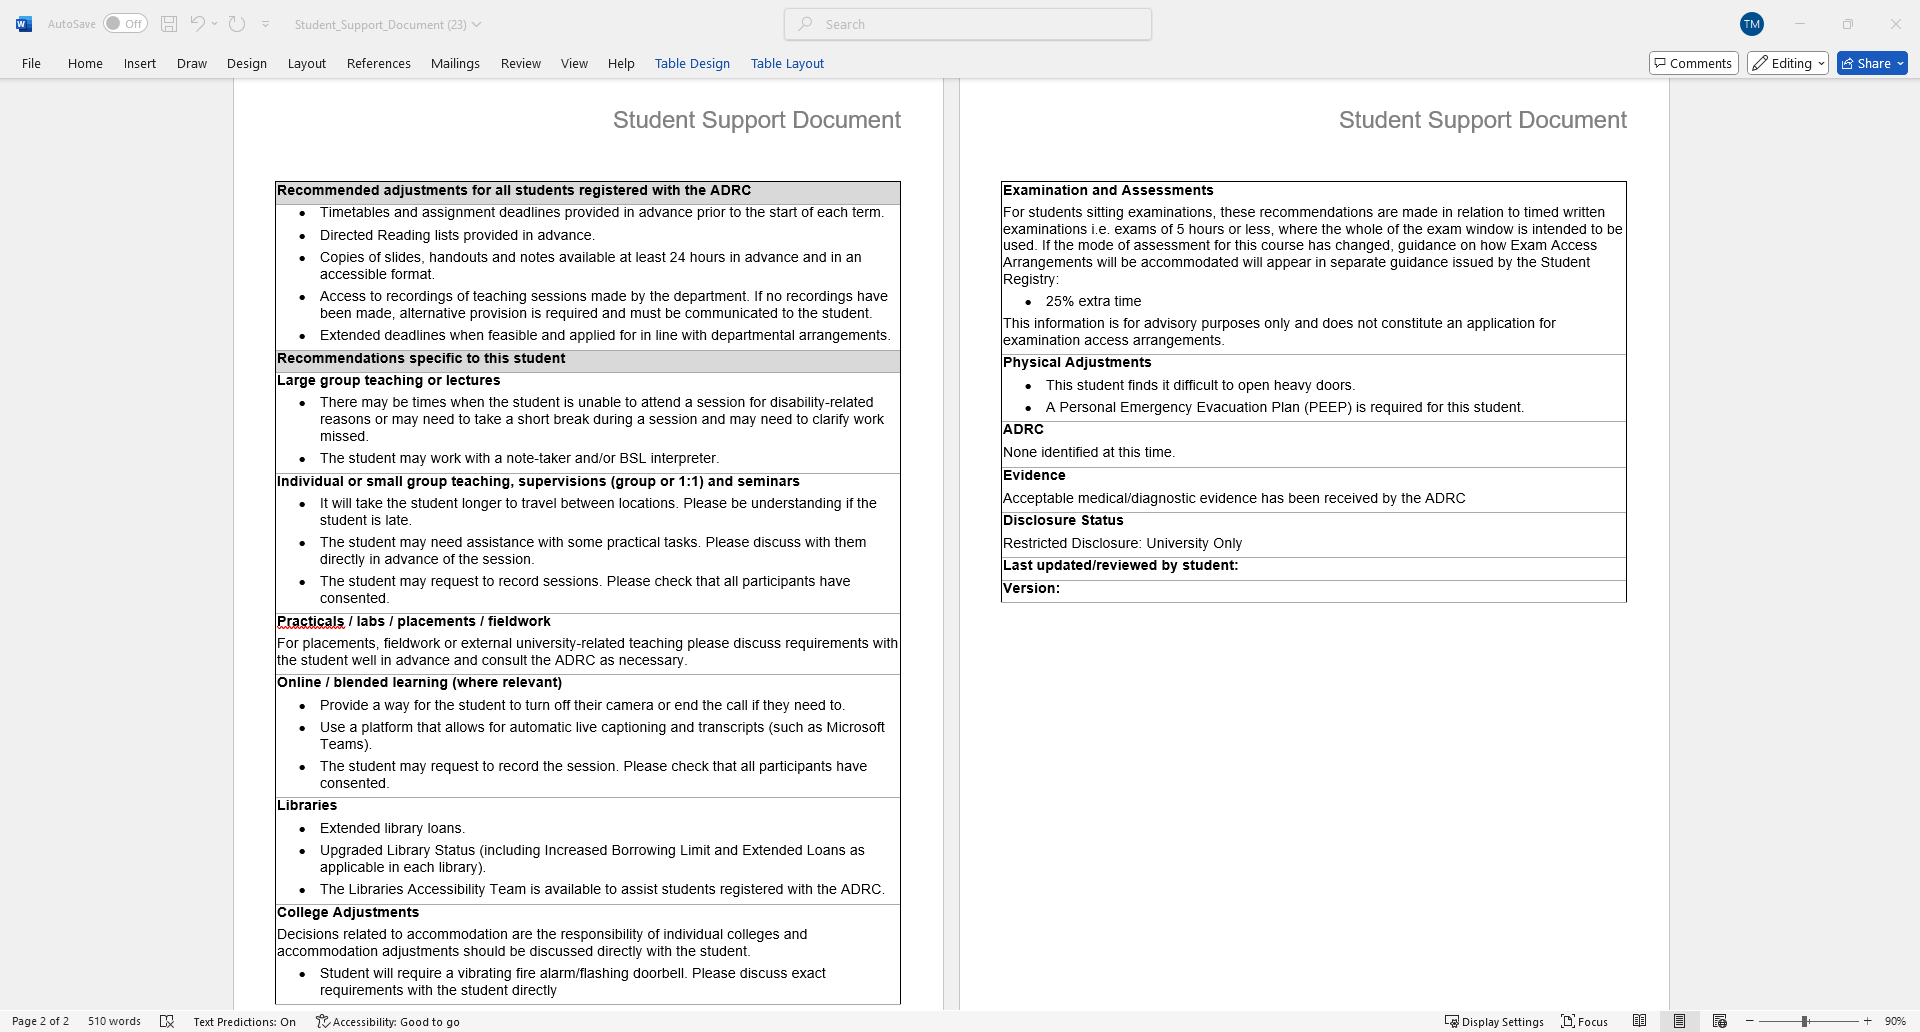 AutoSave Off Student_Support_Document (23) Search TM
File Home Insert Draw Design Layout References Mailings Review View Help Table Design Table Layout Comments Editing Share
Student Support Document
Recommended adjustments for all students registered with the ADRC
• Timetables and assignment deadlines provided in advance prior to the start of each term.
• Directed Reading lists provided in advance.
• Copies of slides, handouts and notes available at least 24 hours in advance and in an
accessible format.
• Access to recordings of teaching sessions made by the department. If no recordings have
been made, alternative provision is required and must be communicated to the student.
• Extended deadlines when feasible and applied for in line with departmental arrangements.
Recommendations specific to this student
Large group teaching or lectures
• There may be times when the student is unable to attend a session for disability-related
reasons or may need to take a short break during a session and may need to clarify work
missed.
• The student may work with a note-taker and/or BSL interpreter.
Individual or small group teaching, supervisions (group or 1:1) and seminars
• It will take the student longer to travel between locations. Please be understanding if the
student is late.
• The student may need assistance with some practical tasks. Please discuss with them
directly in advance of the session.
• The student may request to record sessions. Please check that all participants have
consented.
Practicals / labs / placements / fieldwork
For placements, fieldwork or external university-related teaching please discuss requirements with
the student well in advance and consult the ADRC as necessary.
Online / blended learning (where relevant)
• Provide a way for the student to turn off their camera or end the call if they need to.
• Use a platform that allows for automatic live captioning and transcripts (such as Microsoft
Teams).
• The student may request to record the session. Please check that all participants have
consented.
Libraries
• Extended library loans.
• Upgraded Library Status (including Increased Borrowing Limit and Extended Loans as
applicable in each library).
• The Libraries Accessibility Team is available to assist students registered with the ADRC.
College Adjustments
Decisions related to accommodation are the responsibility of individual colleges and
accommodation adjustments should be discussed directly with the student.
• Student will require a vibrating fire alarm/flashing doorbell. Please discuss exact
requirements with the student directly
Student Support Document
Examination and Assessments
For students sitting examinations, these recommendations are made in relation to timed written
examinations i.e. exams of 5 hours or less, where the whole of the exam window is intended to be
used. If the mode of assessment for this course has changed, guidance on how Exam Access
Arrangements will be accommodated will appear in separate guidance issued by the Student
Registry:
• 25% extra time
This information is for advisory purposes only and does not constitute an application for
examination access arrangements.
Physical Adjustments
• This student finds it difficult to open heavy doors.
• A Personal Emergency Evacuation Plan (PEEP) is required for this student.
ADRC
None identified at this time.
Evidence
Acceptable medical/diagnostic evidence has been received by the ADRC
Disclosure Status
Restricted Disclosure: University Only
Last updated/reviewed by student:
Version:
Page 2 of 2 510 words Text Predictions: On Accessibility: Good to go Display Settings Focus 90%